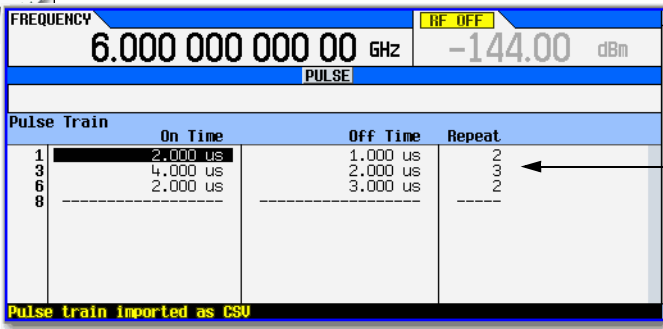 FREQUENCY RF OFF
6.000 000 000 00 GHz -144.00 dBm
PULSE
Pulse Train
On Time Off Time Repeat
1 2.000 us 1.000 us 2
3 4.000 us 2.000 us 3
6 2.000 us 3.000 us 2
8 ------------------ ------------------ -----
Pulse train imported as CSV